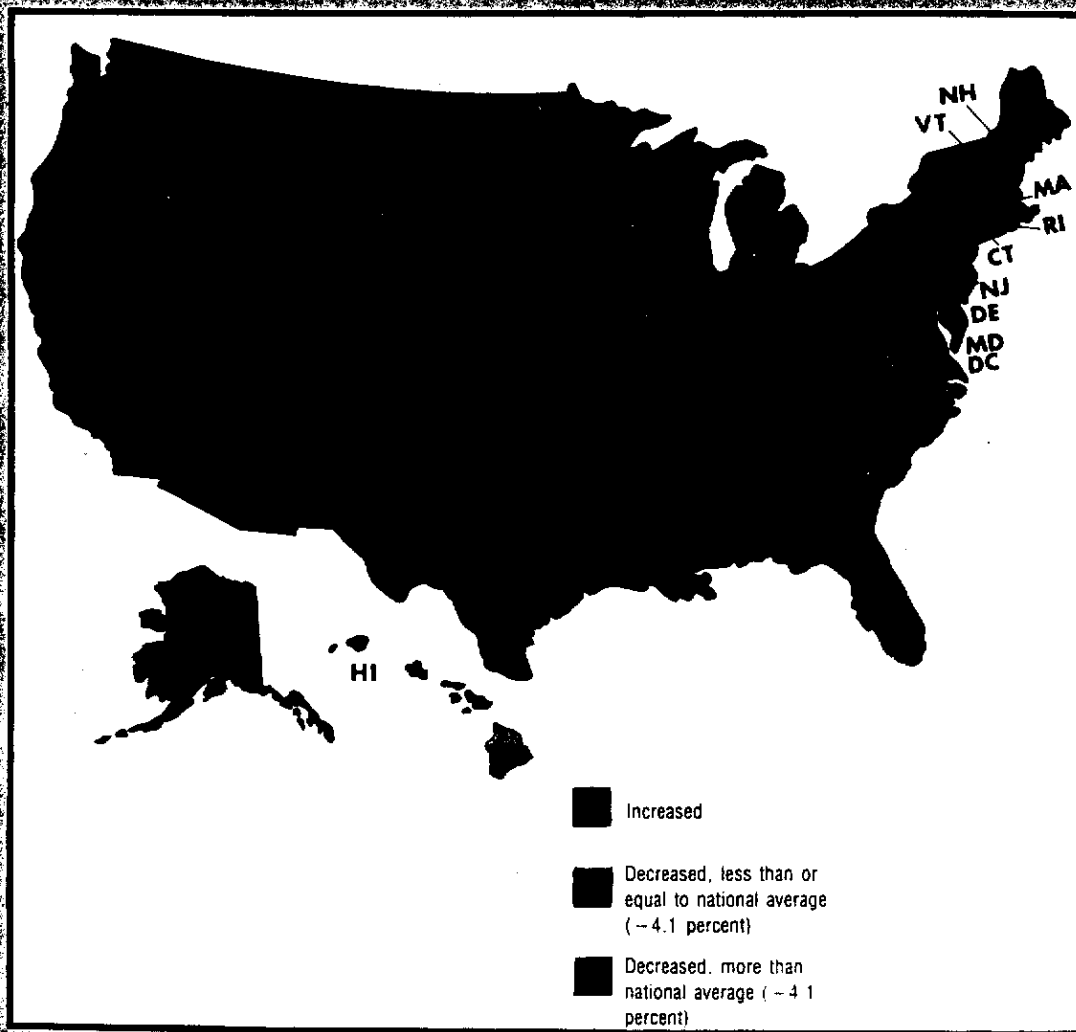 NH
VT
MA
RI
CT
NJ
DE
MD
DC
HI
Increased
Decreased, less than or
equal to national average
(−4.1 percent)
Decreased, more than
national average (−4.1
percent)